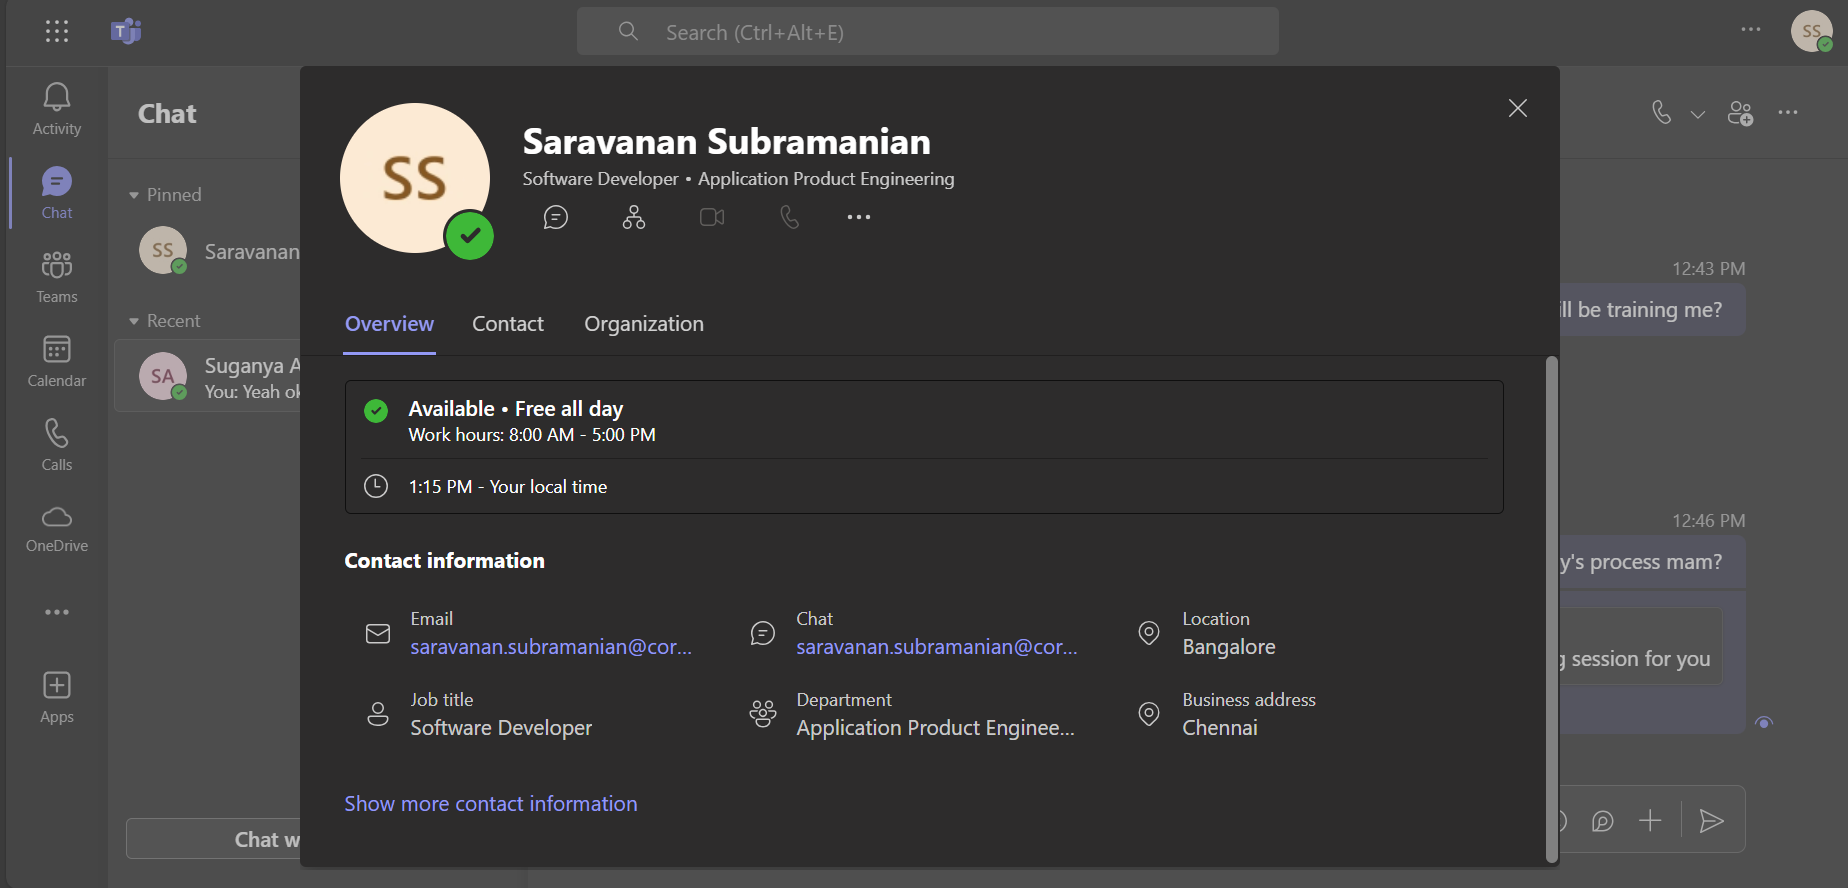 Search (Ctrl+Alt+E)
SS
Activity
Chat
Teams
Calendar
Calls
OneDrive
Apps
Chat
Pinned
SS
Saravanan
Recent
SA
Suganya A
You: Yeah ok
Chat w
SS
Saravanan Subramanian
Software Developer • Application Product Engineering
Overview
Contact
Organization
Available • Free all day
Work hours: 8:00 AM - 5:00 PM
1:15 PM - Your local time
Contact information
Email
saravanan.subramanian@cor...
Chat
saravanan.subramanian@cor...
Location
Bangalore
Job title
Software Developer
Department
Application Product Enginee...
Business address
Chennai
Show more contact information
12:43 PM
ill be training me?
12:46 PM
y's process mam?
g session for you